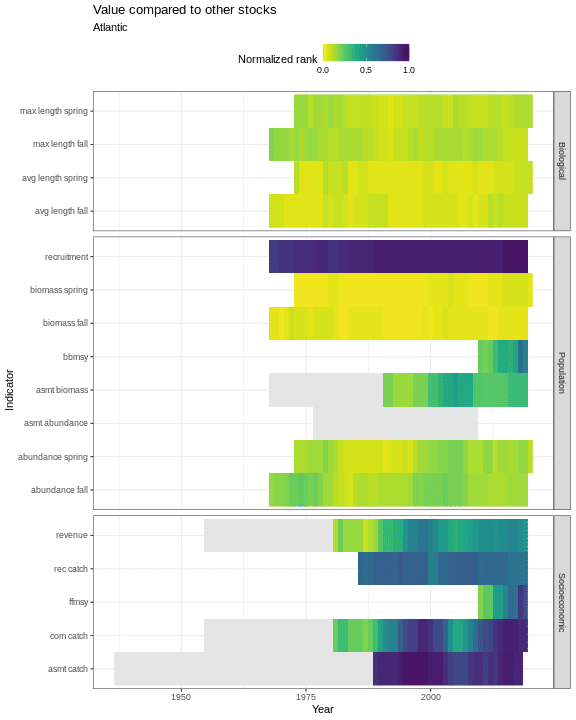 Value compared to other stocks
Atlantic
Normalized rank
0.0 0.5 1.0
max length spring
max length fall
avg length spring
avg length fall
Biological
recruitment
biomass spring
biomass fall
bbmsy
asmt biomass
asmt abundance
abundance spring
abundance fall
Population
revenue
rec catch
ffmsy
com catch
asmt catch
Socioeconomic
Indicator
1950 1975 2000
Year